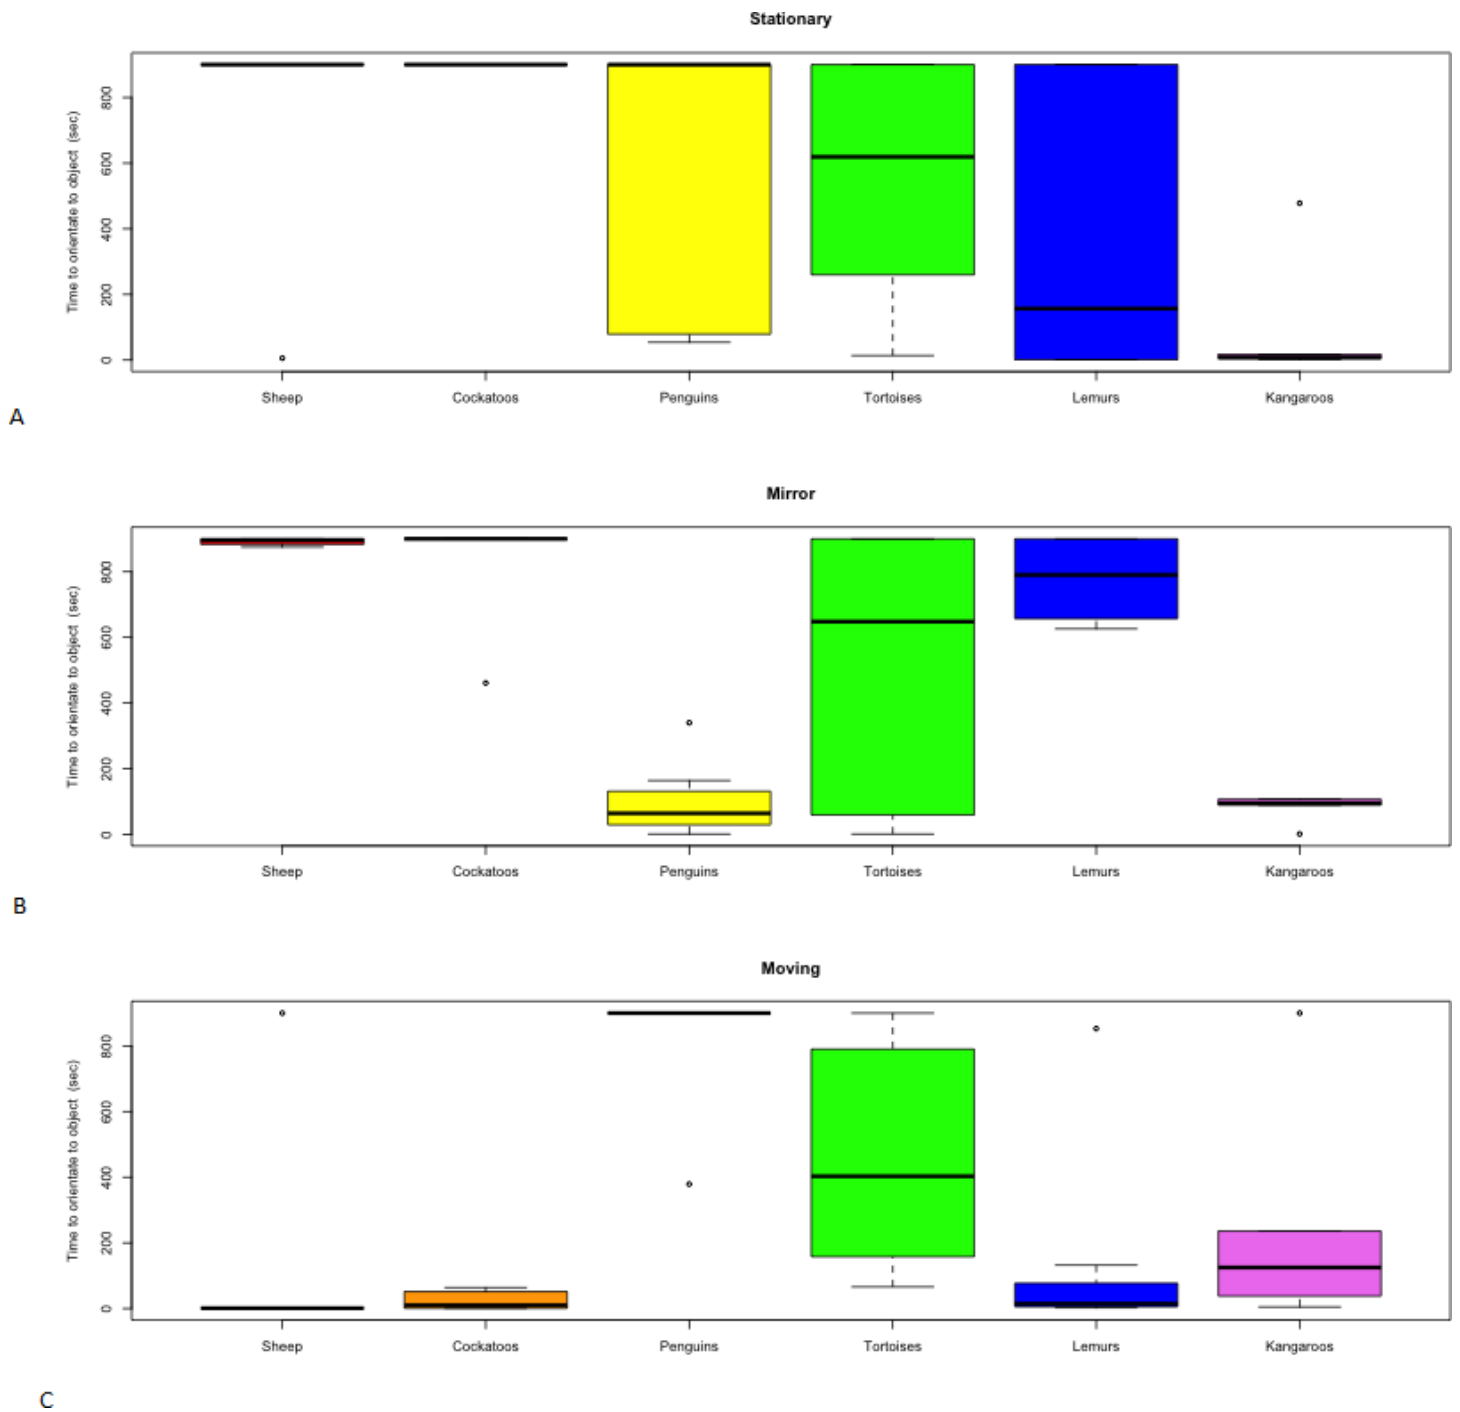 Stationary
Time to orientate to object (sec)
800
600
400
200
0
Sheep Cockatoos Penguins Tortoises Lemurs Kangaroos
A
Mirror
Time to orientate to object (sec)
800
600
400
200
0
Sheep Cockatoos Penguins Tortoises Lemurs Kangaroos
B
Moving
Time to orientate to object (sec)
800
600
400
200
0
Sheep Cockatoos Penguins Tortoises Lemurs Kangaroos
C